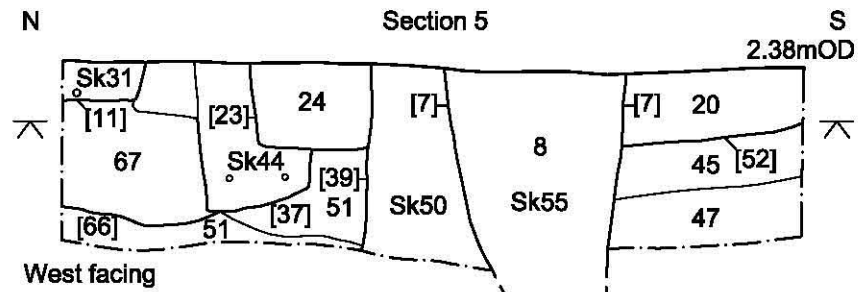 N Section 5 S
2.38mOD
Sk31
[11] [23] 24 [7] [7] 20
67 Sk44 8 45 [52]
[39]
[66] 51 [37] 51 Sk50 Sk55 47
West facing